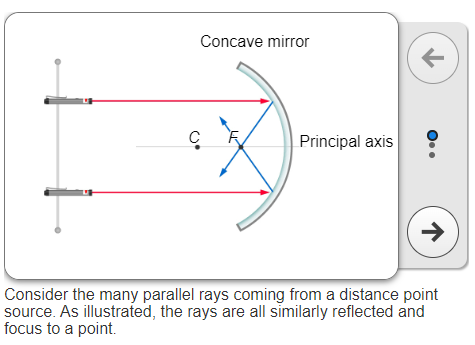 Concave mirror
C F Principal axis
Consider the many parallel rays coming from a distance point
source. As illustrated, the rays are all similarly reflected and
focus to a point.